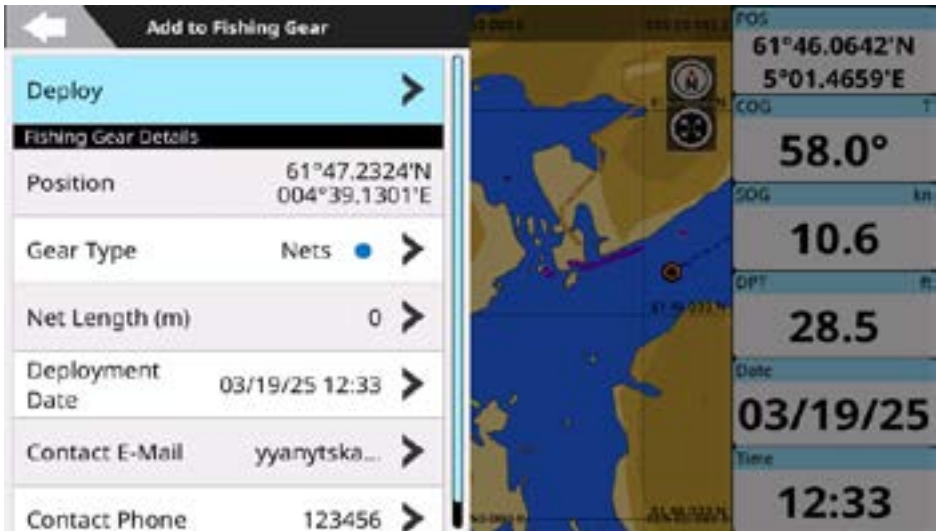 Add to Fishing Gear
Deploy
Fishing Gear Details
Position
61°47.2324'N
004°39.1301'E
Gear Type
Nets
Net Length (m)
0
Deployment
Date
03/19/25 12:33
Contact E-Mail
yyanytska...
Contact Phone
123456
N
POS
61°46.0642'N
5°01.4659'E
COG
T
58.0°
SOG
kn
10.6
DPT
ft
28.5
Date
03/19/25
Time
12:33